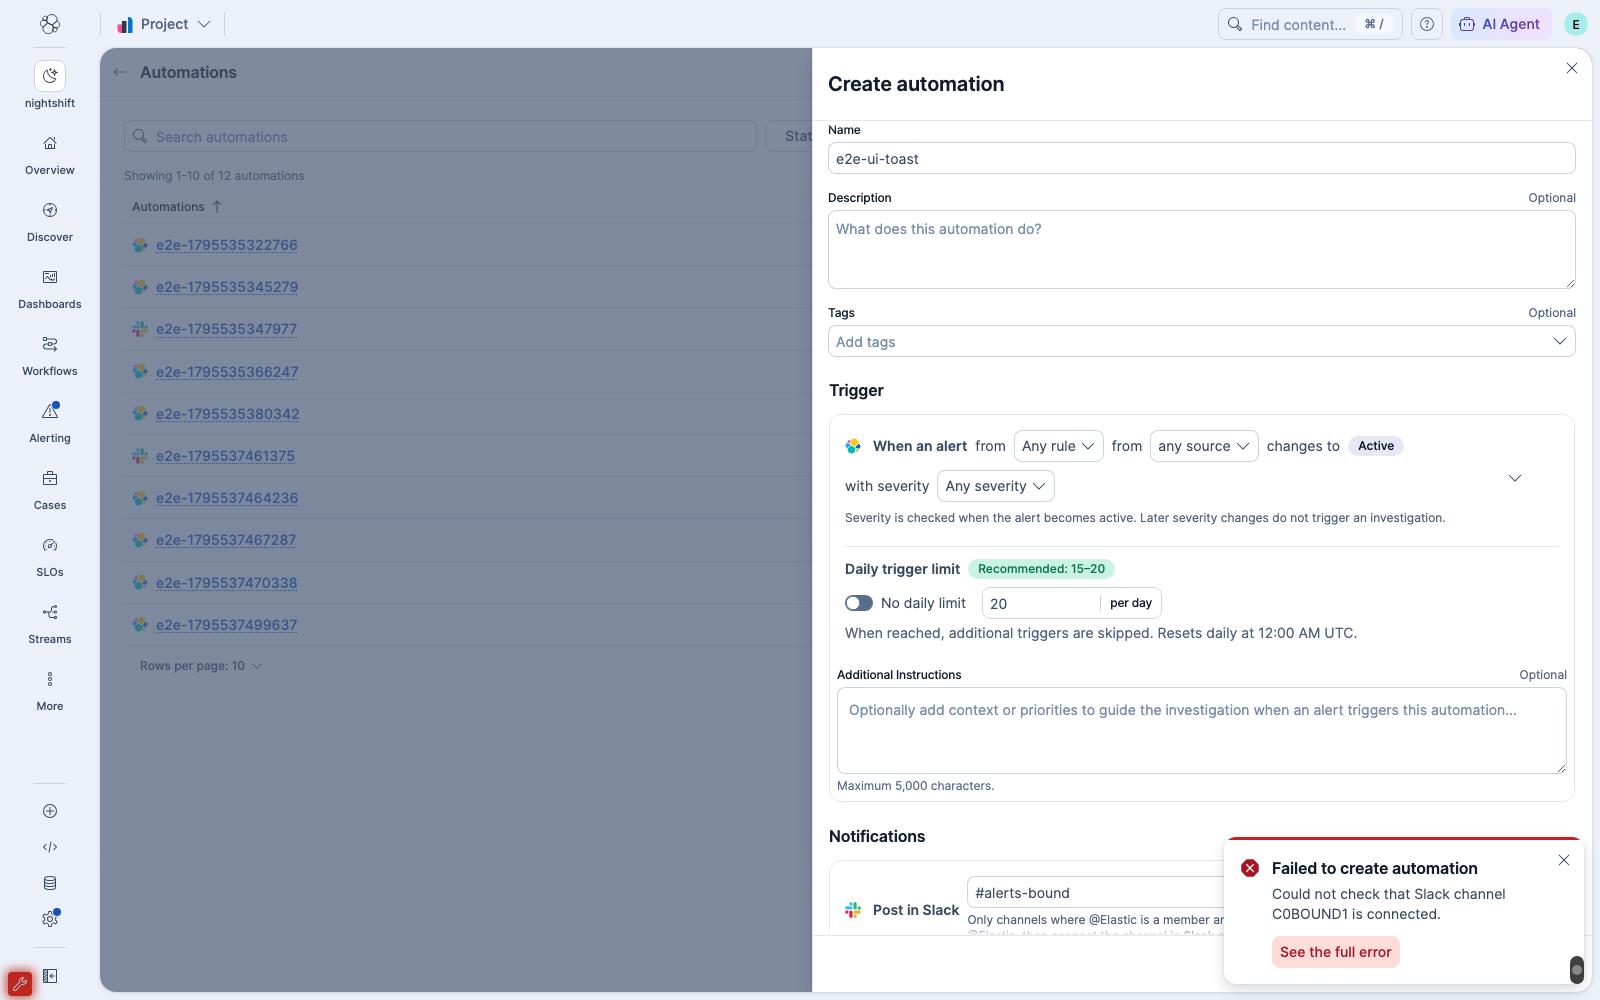 Project
Find content...
⌘ /
AI Agent
E
nightshift
Overview
Discover
Dashboards
Workflows
Alerting
Cases
SLOs
Streams
More
Automations
Search automations
Stat
Showing 1-10 of 12 automations
Automations
e2e-1795535322766
e2e-1795535345279
e2e-1795535347977
e2e-1795535366247
e2e-1795535380342
e2e-1795537461375
e2e-1795537464236
e2e-1795537467287
e2e-1795537470338
e2e-1795537499637
Rows per page: 10
Create automation
Name
e2e-ui-toast
Description Optional
What does this automation do?
Tags Optional
Add tags
Trigger
When an alert from Any rule from any source changes to Active
with severity Any severity
Severity is checked when the alert becomes active. Later severity changes do not trigger an investigation.
Daily trigger limit Recommended: 15–20
No daily limit 20 per day
When reached, additional triggers are skipped. Resets daily at 12:00 AM UTC.
Additional Instructions Optional
Optionally add context or priorities to guide the investigation when an alert triggers this automation...
Maximum 5,000 characters.
Notifications
Post in Slack
#alerts-bound
Only channels where @Elastic is a member
Failed to create automation
Could not check that Slack channel
C0BOUND1 is connected.
See the full error